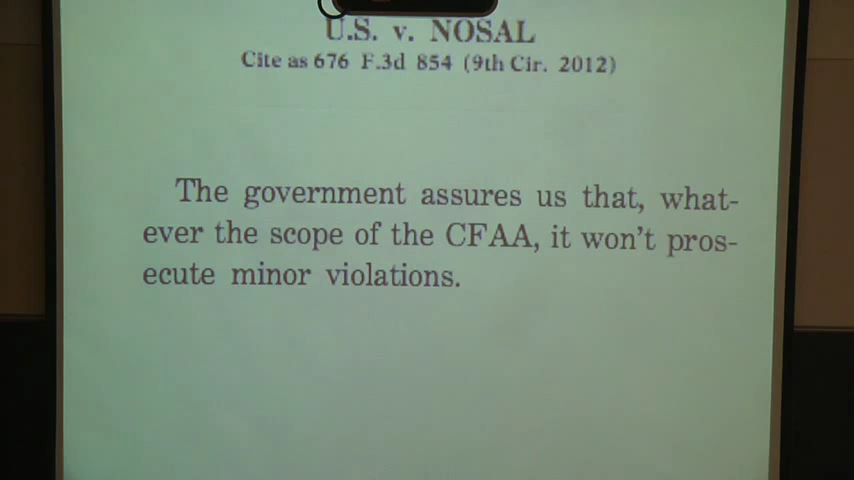 U.S. v. NOSAL
Cite as 676 F.3d 854 (9th Cir. 2012)
The government assures us that, what-
ever the scope of the CFAA, it won't pros-
ecute minor violations.